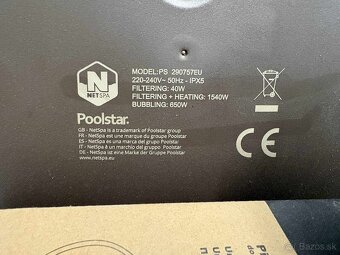 N
NETSPA
MODEL: PS 290757EU
220-240V~ 50Hz - IPX5
FILTERING: 40W
FILTERING + HEATING: 1540W
BUBBLING: 650W
Poolstar.
GB - NetSpa is a trademark of Poolstar group
FR - NetSpa est une marque du groupe Poolstar
ES - NetSpa es una marca del grupo Poolstar
IT - NetSpa è un marchio del gruppo Poolstar
DE - NetSpa ist eine Marke der Gruppe Poolstar
www.netspa.eu
CE
bazos.sk